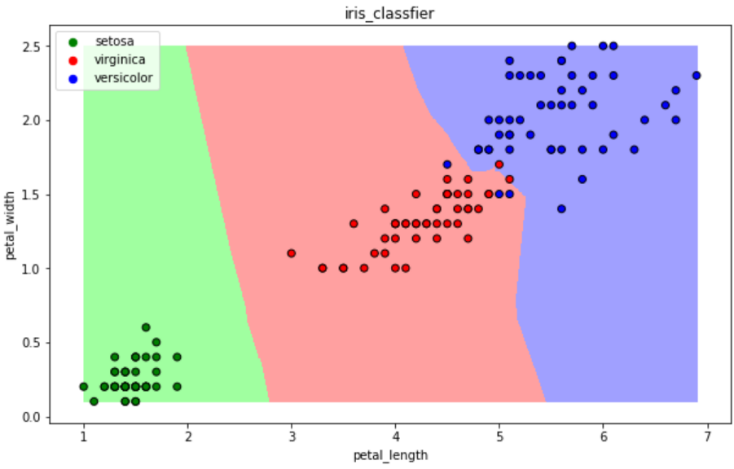 iris_classfier
setosa
virginica
versicolor
petal_width
2.5
2.0
1.5
1.0
0.5
0.0
1
2
3
4
5
6
7
petal_length